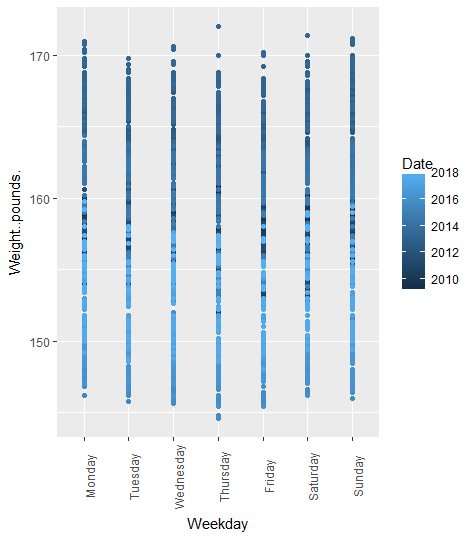 170
160
150
Weight..pounds.
Monday
Tuesday
Wednesday
Thursday
Friday
Saturday
Sunday
Weekday
Date
2018
2016
2014
2012
2010